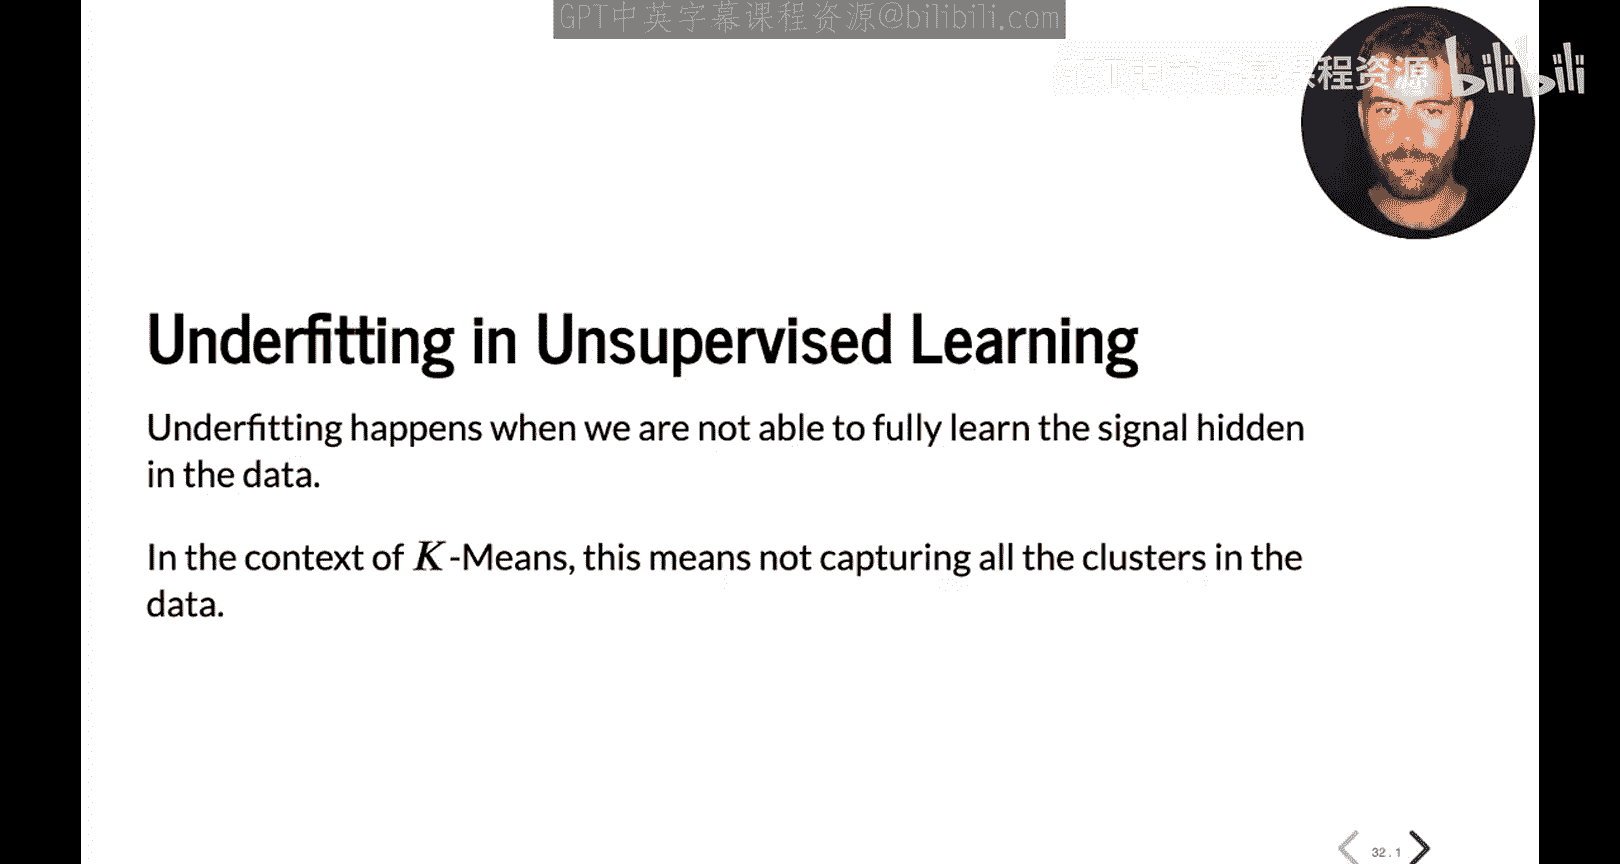 GPT中英字幕课程资源@bilibili.com
课程资源 bilibili
Underfitting in Unsupervised Learning
Underfitting happens when we are not able to fully learn the signal hidden
in the data.
In the context of K-Means, this means not capturing all the clusters in the
data.
32.1